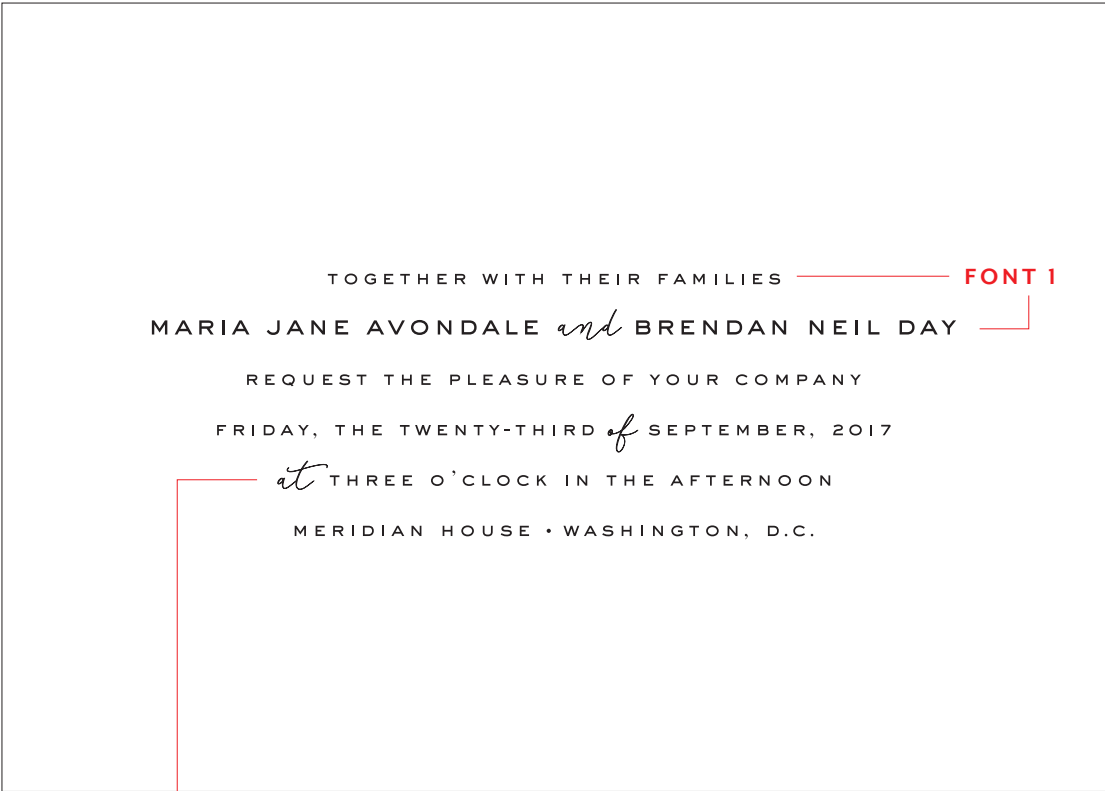 TOGETHER WITH THEIR FAMILIES
FONT 1
MARIA JANE AVONDALE and BRENDAN NEIL DAY
REQUEST THE PLEASURE OF YOUR COMPANY
FRIDAY, THE TWENTY-THIRD of SEPTEMBER, 2017
at THREE O'CLOCK IN THE AFTERNOON
MERIDIAN HOUSE • WASHINGTON, D.C.